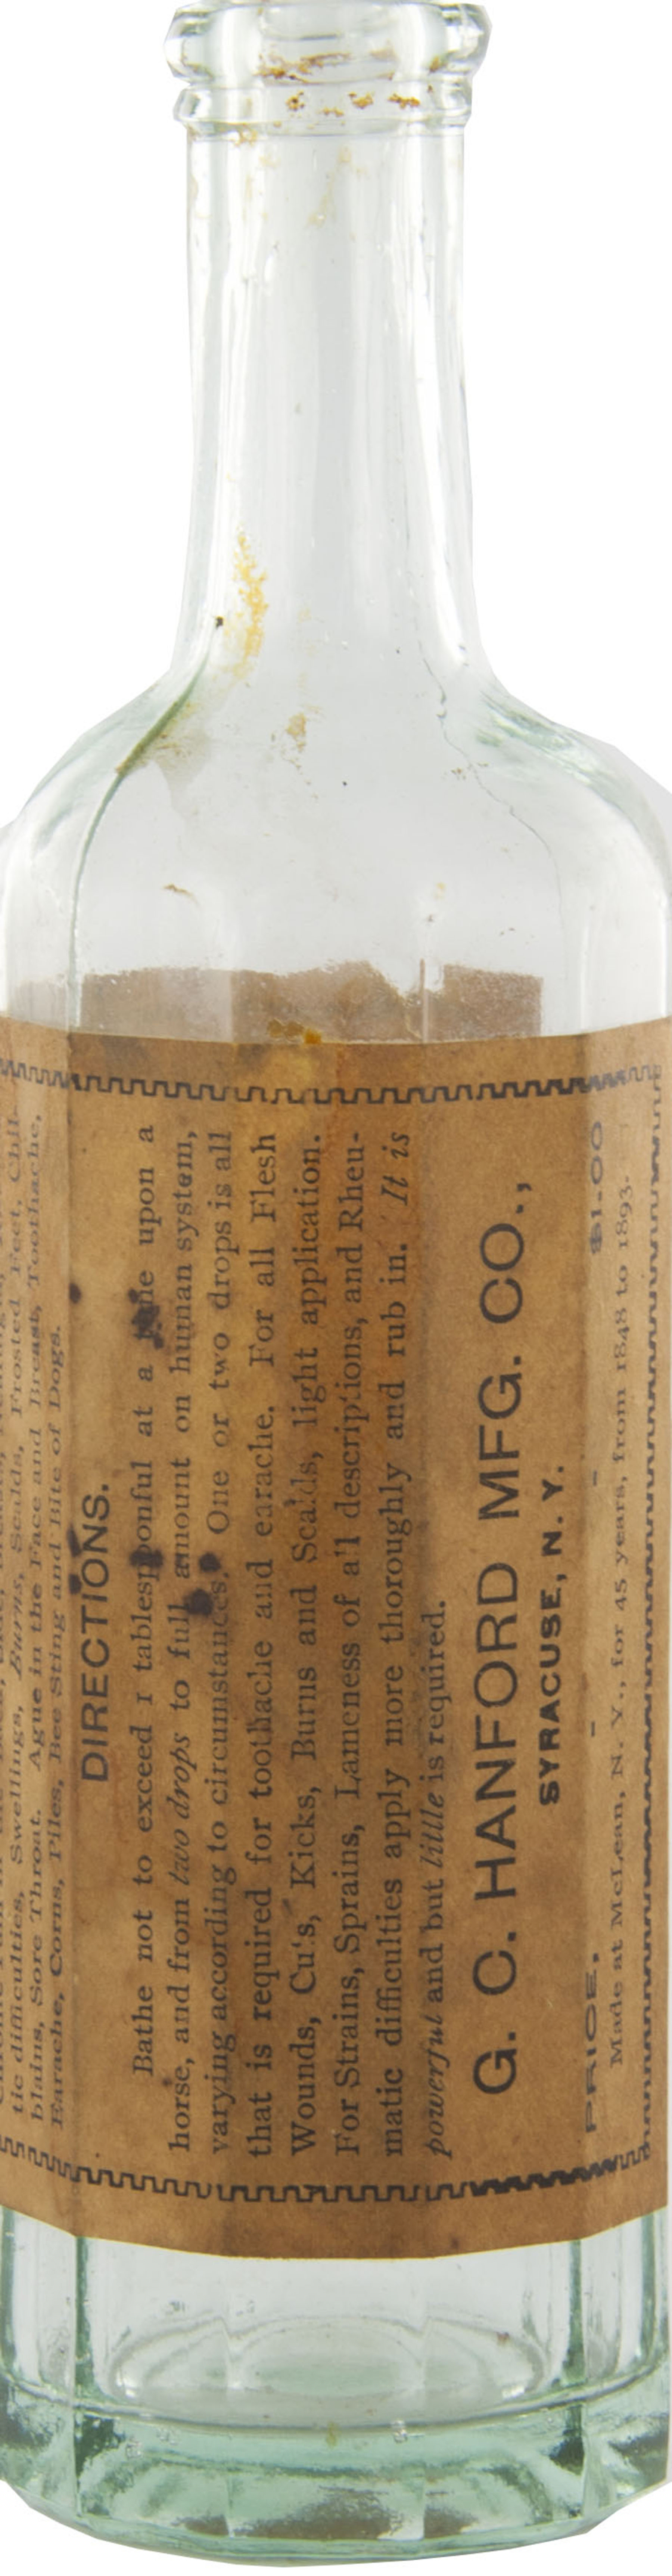 tic difficulties, Swellings, Burns, Scalds, Frosted Feet, Chil-
blains, Sore Throat. Ague in the Face and Breast, Toothache,
Earache, Corns, Piles, Bee Sting and Bite of Dogs.
DIRECTIONS.
Bathe not to exceed 1 tablespoonful at a time upon a
horse, and from two drops to full amount on human system,
varying according to circumstances. One or two drops is all
that is required for toothache and earache. For all Flesh
Wounds, Cuts, Kicks, Burns and Scalds, light application.
For Strains, Sprains, Lameness of all descriptions, and Rheu-
matic difficulties apply more thoroughly and rub in. It is
powerful and but little is required.
G. C. HANFORD MFG. CO.,
SYRACUSE, N. Y.
PRICE, - - $1.00
Made at McLean, N. Y., for 45 years, from 1848 to 1893.